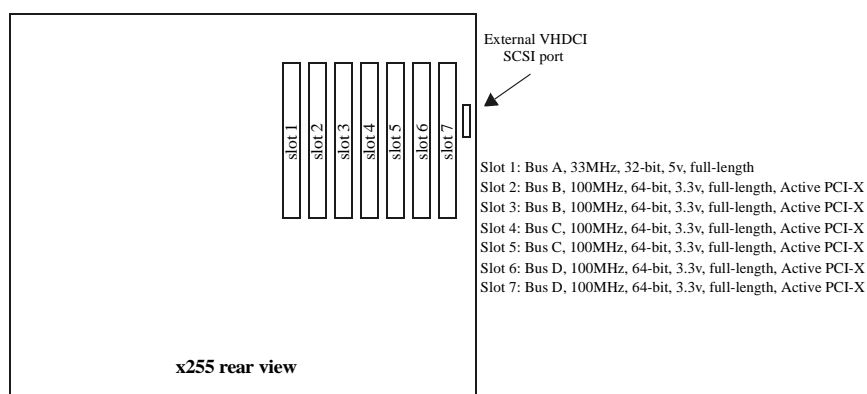 External VHDCI
SCSI port
slot 1
slot 2
slot 3
slot 4
slot 5
slot 6
slot 7
Slot 1: Bus A, 33MHz, 32-bit, 5v, full-length
Slot 2: Bus B, 100MHz, 64-bit, 3.3v, full-length, Active PCI-X
Slot 3: Bus B, 100MHz, 64-bit, 3.3v, full-length, Active PCI-X
Slot 4: Bus C, 100MHz, 64-bit, 3.3v, full-length, Active PCI-X
Slot 5: Bus C, 100MHz, 64-bit, 3.3v, full-length, Active PCI-X
Slot 6: Bus D, 100MHz, 64-bit, 3.3v, full-length, Active PCI-X
Slot 7: Bus D, 100MHz, 64-bit, 3.3v, full-length, Active PCI-X
x255 rear view